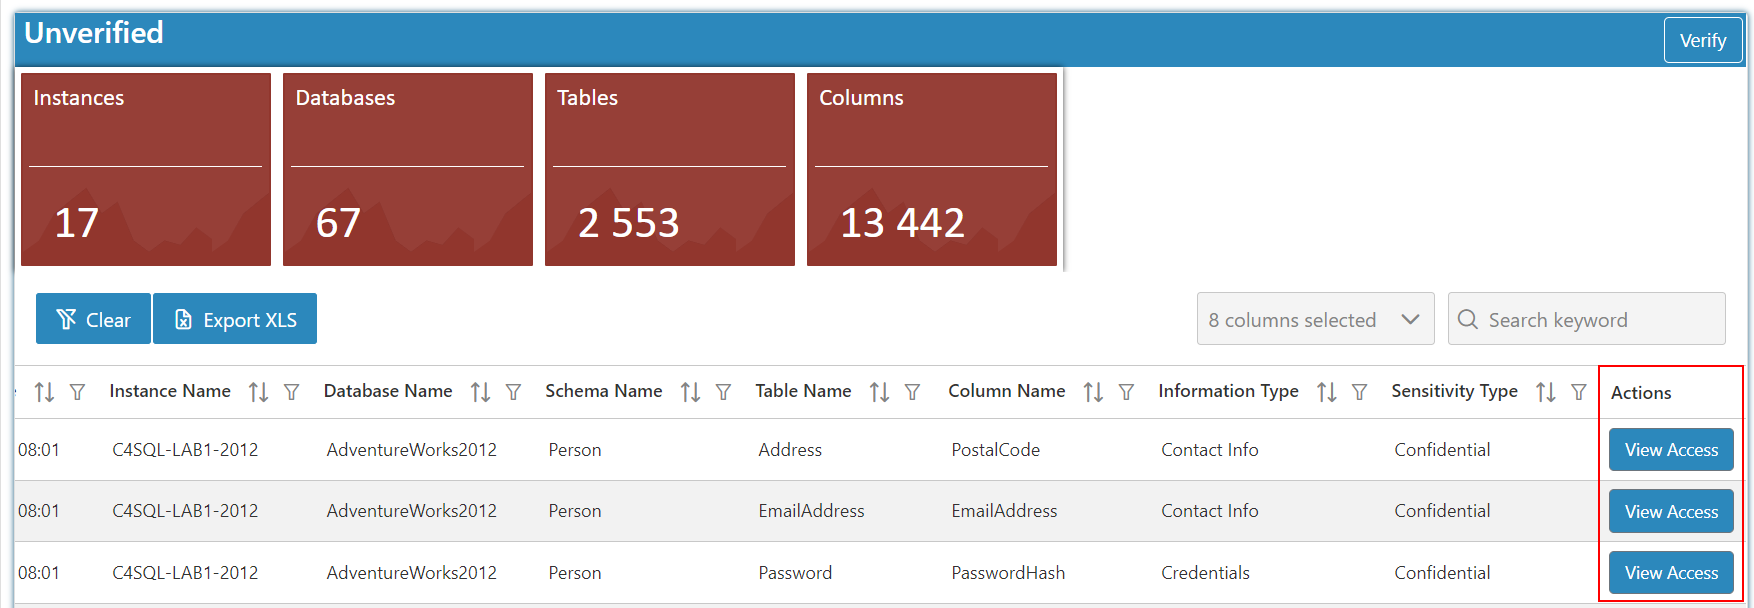 Unverified
Verify
Instances Databases Tables Columns
17 67 2 553 13 442
Clear Export XLS 8 columns selected Search keyword
Instance Name Database Name Schema Name Table Name Column Name Information Type Sensitivity Type Actions
08:01 C4SQL-LAB1-2012 AdventureWorks2012 Person Address PostalCode Contact Info Confidential View Access
08:01 C4SQL-LAB1-2012 AdventureWorks2012 Person EmailAddress EmailAddress Contact Info Confidential View Access
08:01 C4SQL-LAB1-2012 AdventureWorks2012 Person Password PasswordHash Credentials Confidential View Access